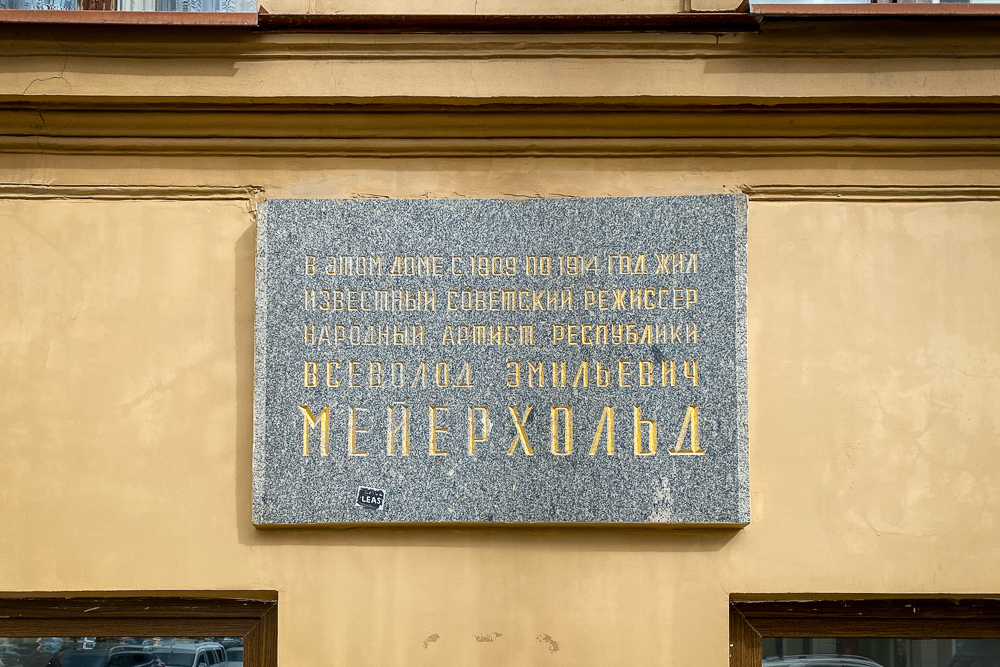 В ЭТОМ ДОМЕ С 1909 ПО 1914 ГОД ЖИЛ
ИЗВЕСТНЫЙ СОВЕТСКИЙ РЕЖИССЕР
НАРОДНЫЙ АРТИСТ РЕСПУБЛИКИ
ВСЕВОЛОД ЭМИЛЬЕВИЧ
МЕЙЕРХОЛЬД
LEAS